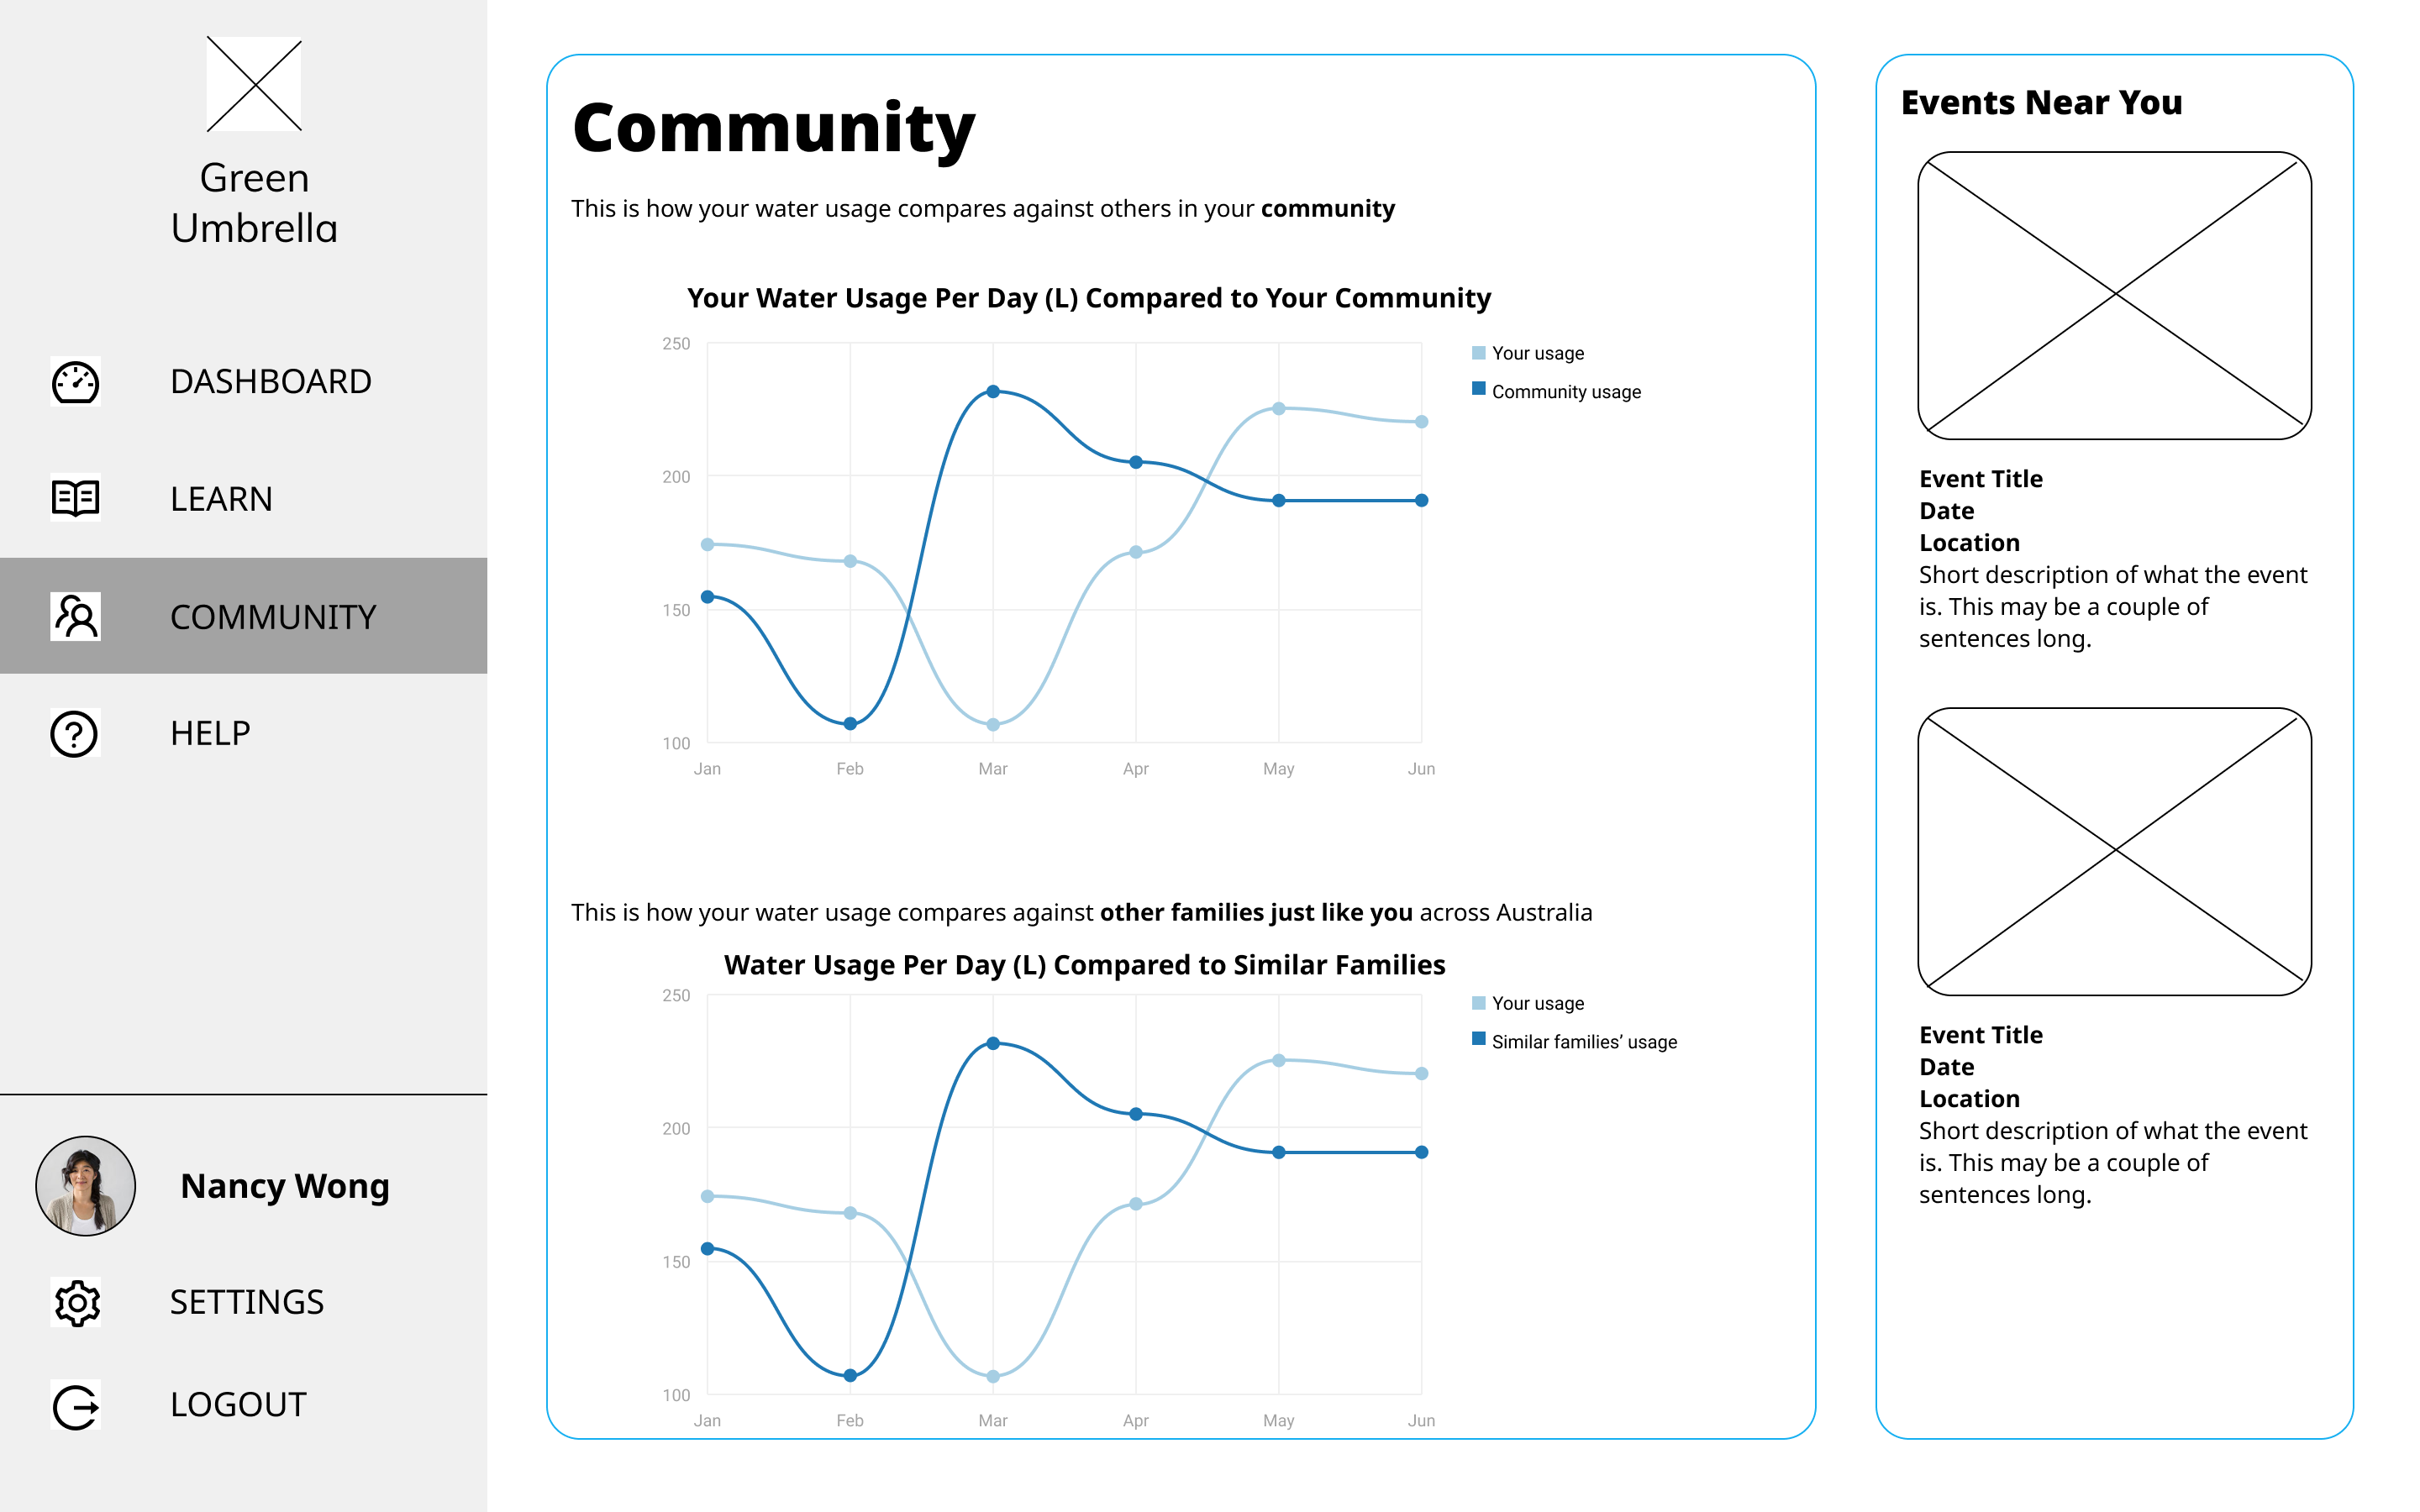 Green
Umbrella
DASHBOARD
LEARN
COMMUNITY
HELP
Nancy Wong
SETTINGS
LOGOUT
Community
This is how your water usage compares against others in your community
Your Water Usage Per Day (L) Compared to Your Community
250
200
150
100
Jan Feb Mar Apr May Jun
Your usage
Community usage
This is how your water usage compares against other families just like you across Australia
Water Usage Per Day (L) Compared to Similar Families
250
200
150
100
Jan Feb Mar Apr May Jun
Your usage
Similar families’ usage
Events Near You
Event Title
Date
Location
Short description of what the event
is. This may be a couple of
sentences long.
Event Title
Date
Location
Short description of what the event
is. This may be a couple of
sentences long.